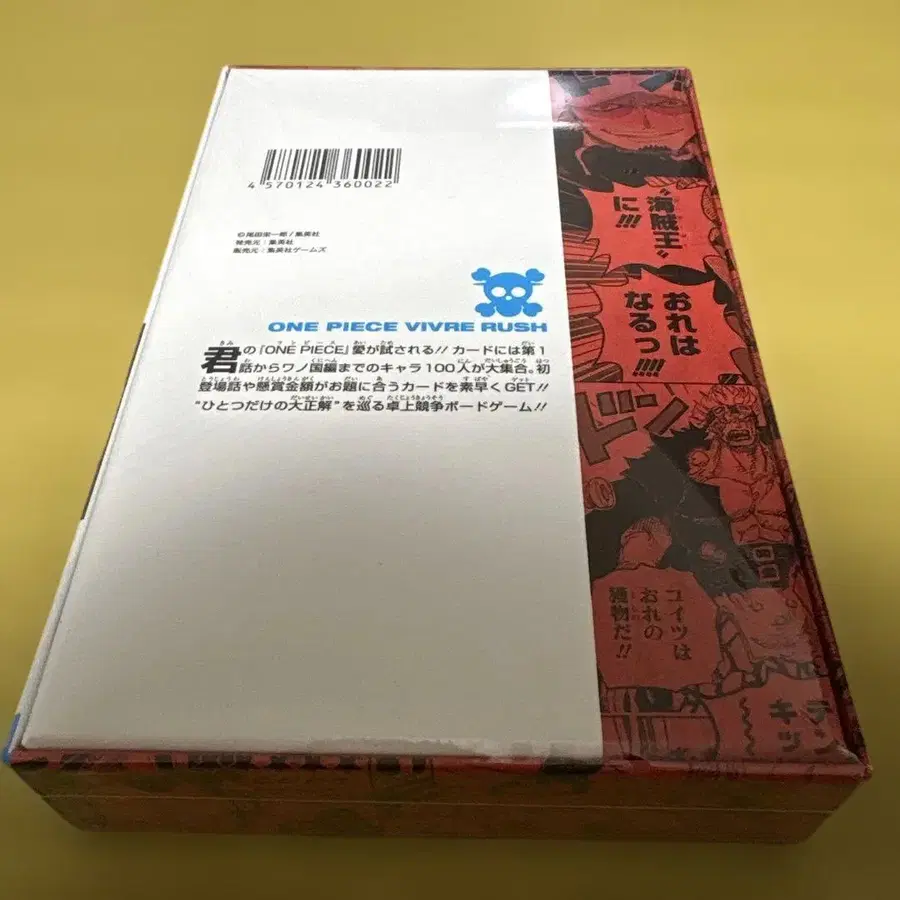 4 570124 360022
©尾田栄一郎/集英社
発売元:集英社
販売元:集英社ゲームズ
ONE PIECE VIVRE RUSH
君の「ONE PIECE」愛が試される!! カードには第1
話からワノ国編までのキャラ100人が大集合。初
登場話や懸賞金額がお題に合うカードを素早くGET!!
“ひとつだけの大正解”を巡る卓上競争ボードゲーム!!
“海賊王”
に!!!
おれは
なるっ
!!!!
ドン
コイツは
おれの
獲物だ!!